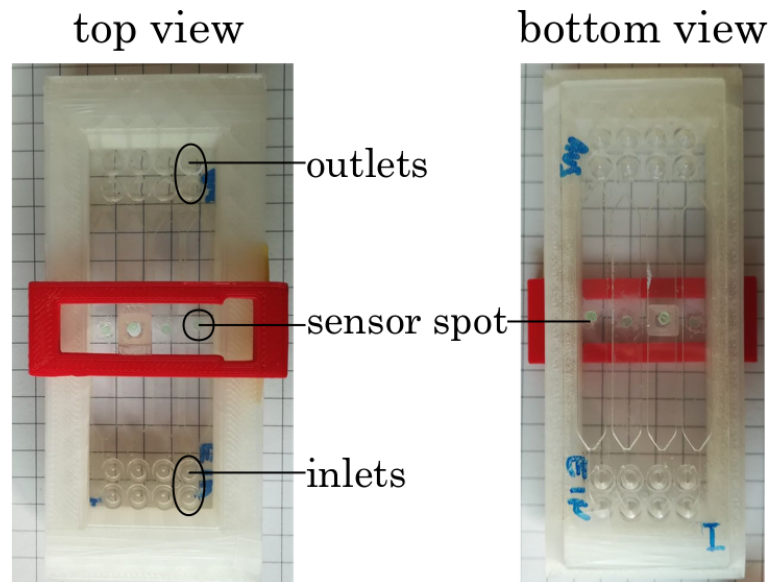 top view
bottom view
outlets
sensor spot
inlets
I